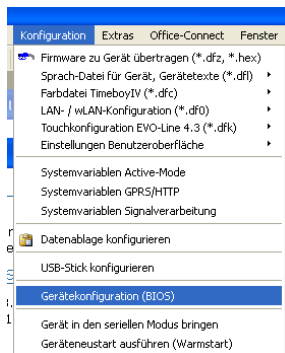 Konfiguration Extras Office-Connect Fenster
Firmware zu Gerät übertragen (*.dfz, *.hex)
Sprach-Datei für Gerät, Gerätetexte (*.dfl)
Farbdatei TimeboyIV (*.dfc)
LAN- / wLAN-Konfiguration (*.df0)
Touchkonfiguration EVO-Line 4.3 (*.dfk)
Einstellungen Benutzeroberfläche
Systemvariablen Active-Mode
Systemvariablen GPRS/HTTP
Systemvariablen Signalverarbeitung
Datenablage konfigurieren
USB-Stick konfigurieren
Gerätekonfiguration (BIOS)
Gerät in den seriellen Modus bringen
Geräteneustart ausführen (Warmstart)